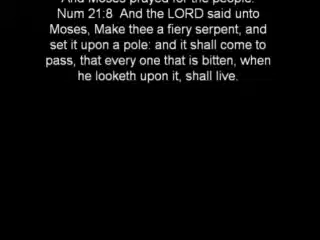 And Moses prayed for the people.
Num 21:8  And the LORD said unto
Moses, Make thee a fiery serpent, and
set it upon a pole: and it shall come to
pass, that every one that is bitten, when
he looketh upon it, shall live.